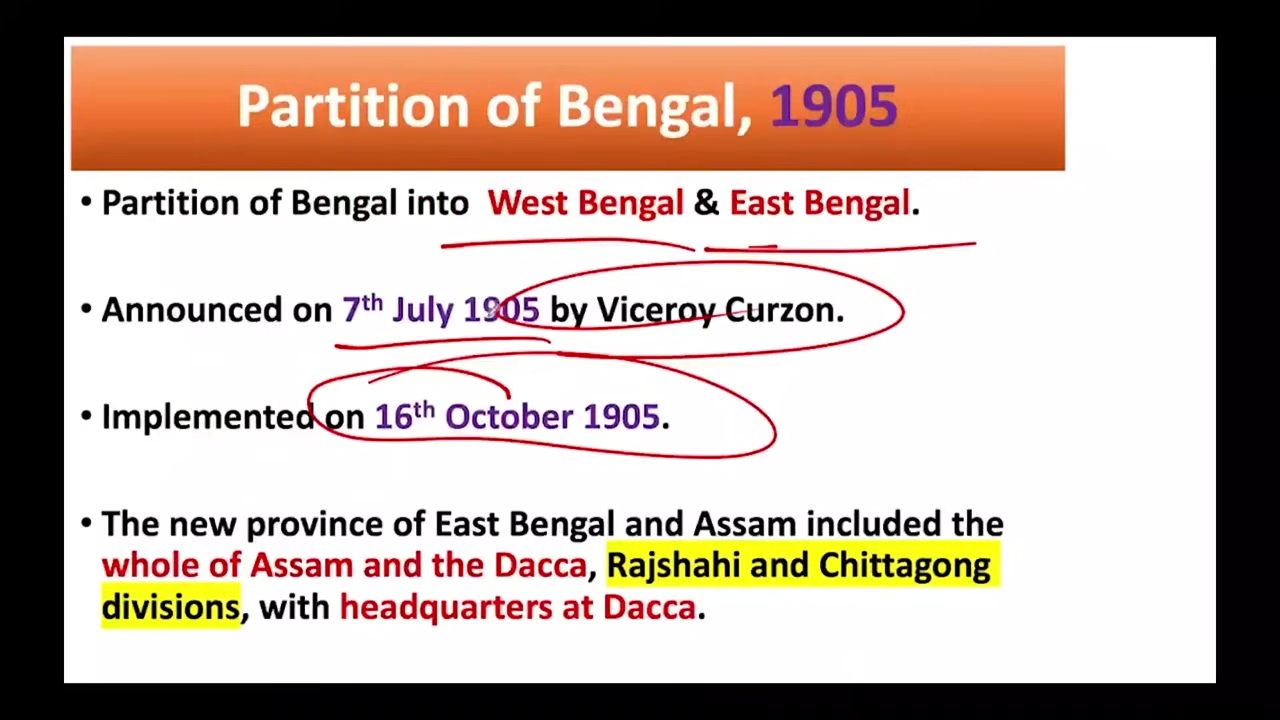 Partition of Bengal, 1905
• Partition of Bengal into West Bengal & East Bengal.
• Announced on 7th July 1905 by Viceroy Curzon.
• Implemented on 16th October 1905.
• The new province of East Bengal and Assam included the
whole of Assam and the Dacca, Rajshahi and Chittagong
divisions, with headquarters at Dacca.